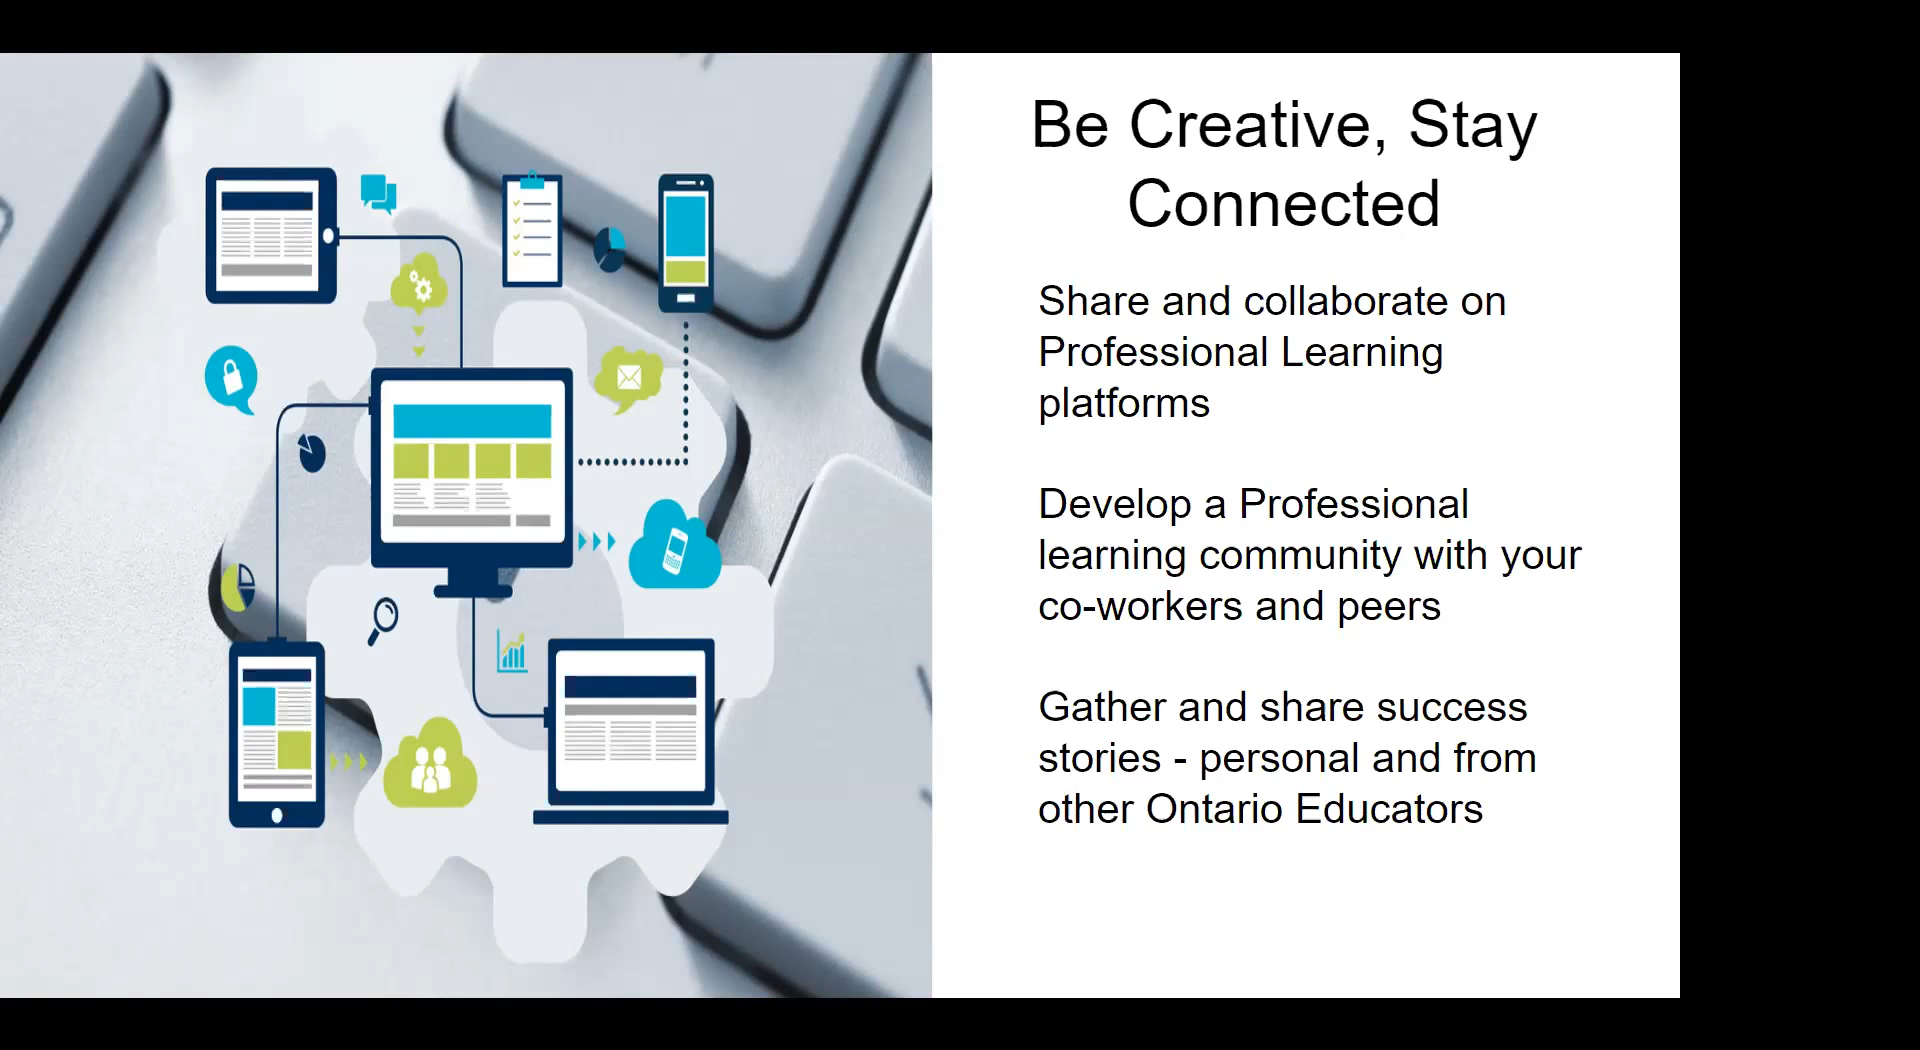 Be Creative, Stay
Connected
Share and collaborate on
Professional Learning
platforms
Develop a Professional
learning community with your
co-workers and peers
Gather and share success
stories - personal and from
other Ontario Educators